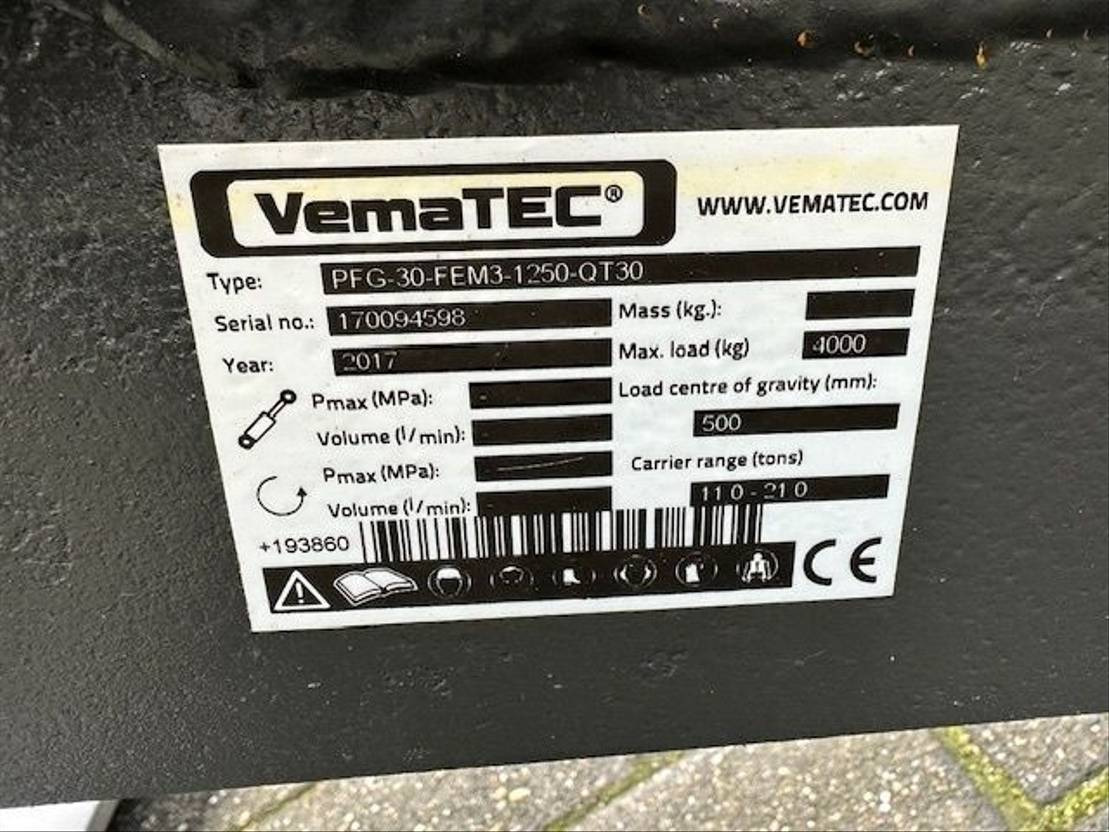 VemaTEC®
WWW.VEMATEC.COM
Type: PFG-30-FEM3-1250-QT30
Serial no.: 170094598
Mass (kg.):
Year: 2017
Max. load (kg) 4000
Pmax (MPa): -
Load centre of gravity (mm):
Volume (l/min): -
500
Pmax (MPa):
Carrier range (tons)
Volume (l/min): -
11 0 - 21 0
+193860
CE